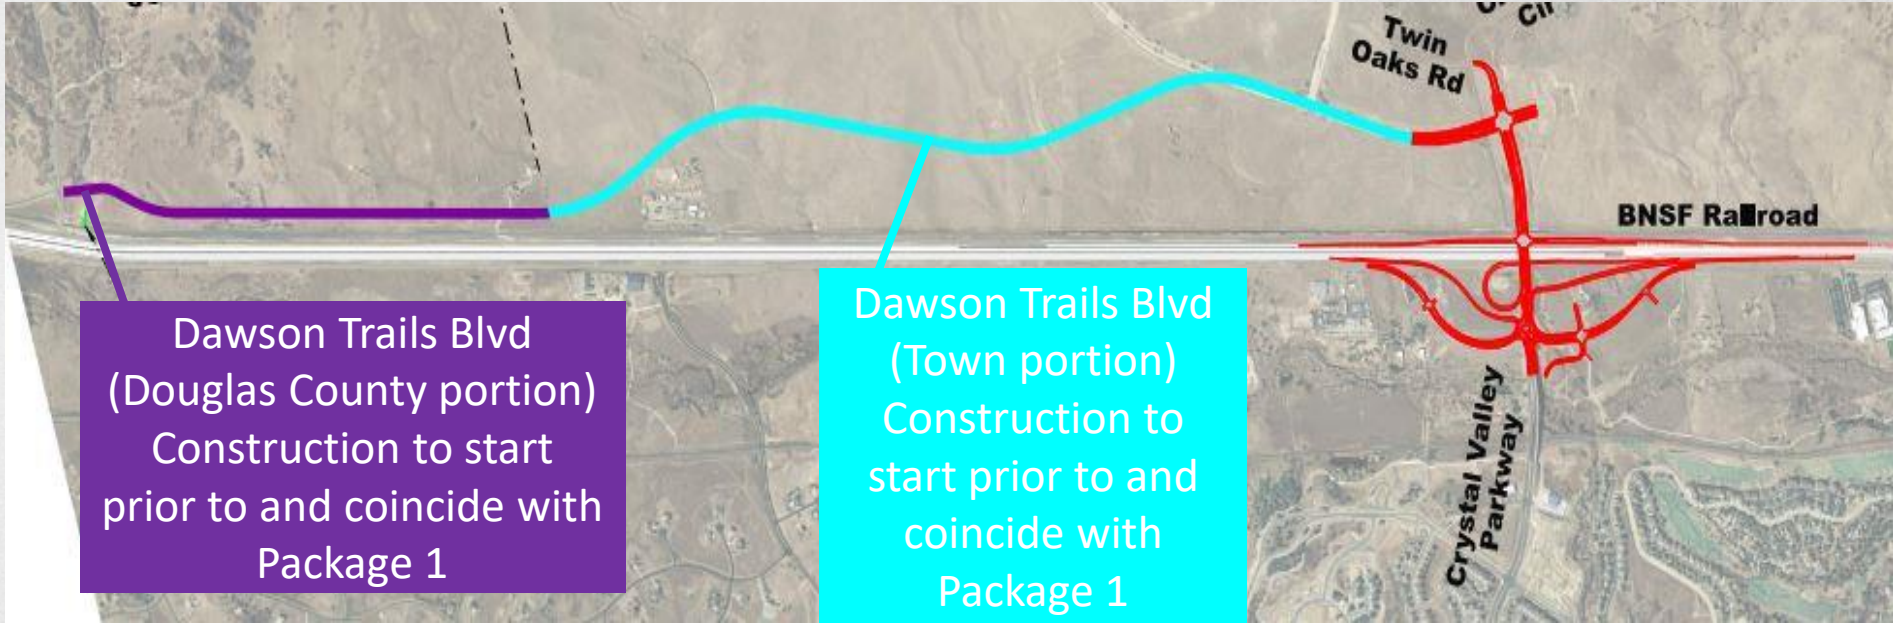 Cir
Twin
Oaks Rd
BNSF Railroad
Dawson Trails Blvd
(Douglas County portion)
Construction to start
prior to and coincide with
Package 1
Dawson Trails Blvd
(Town portion)
Construction to
start prior to and
coincide with
Package 1
Crystal Valley
Parkway